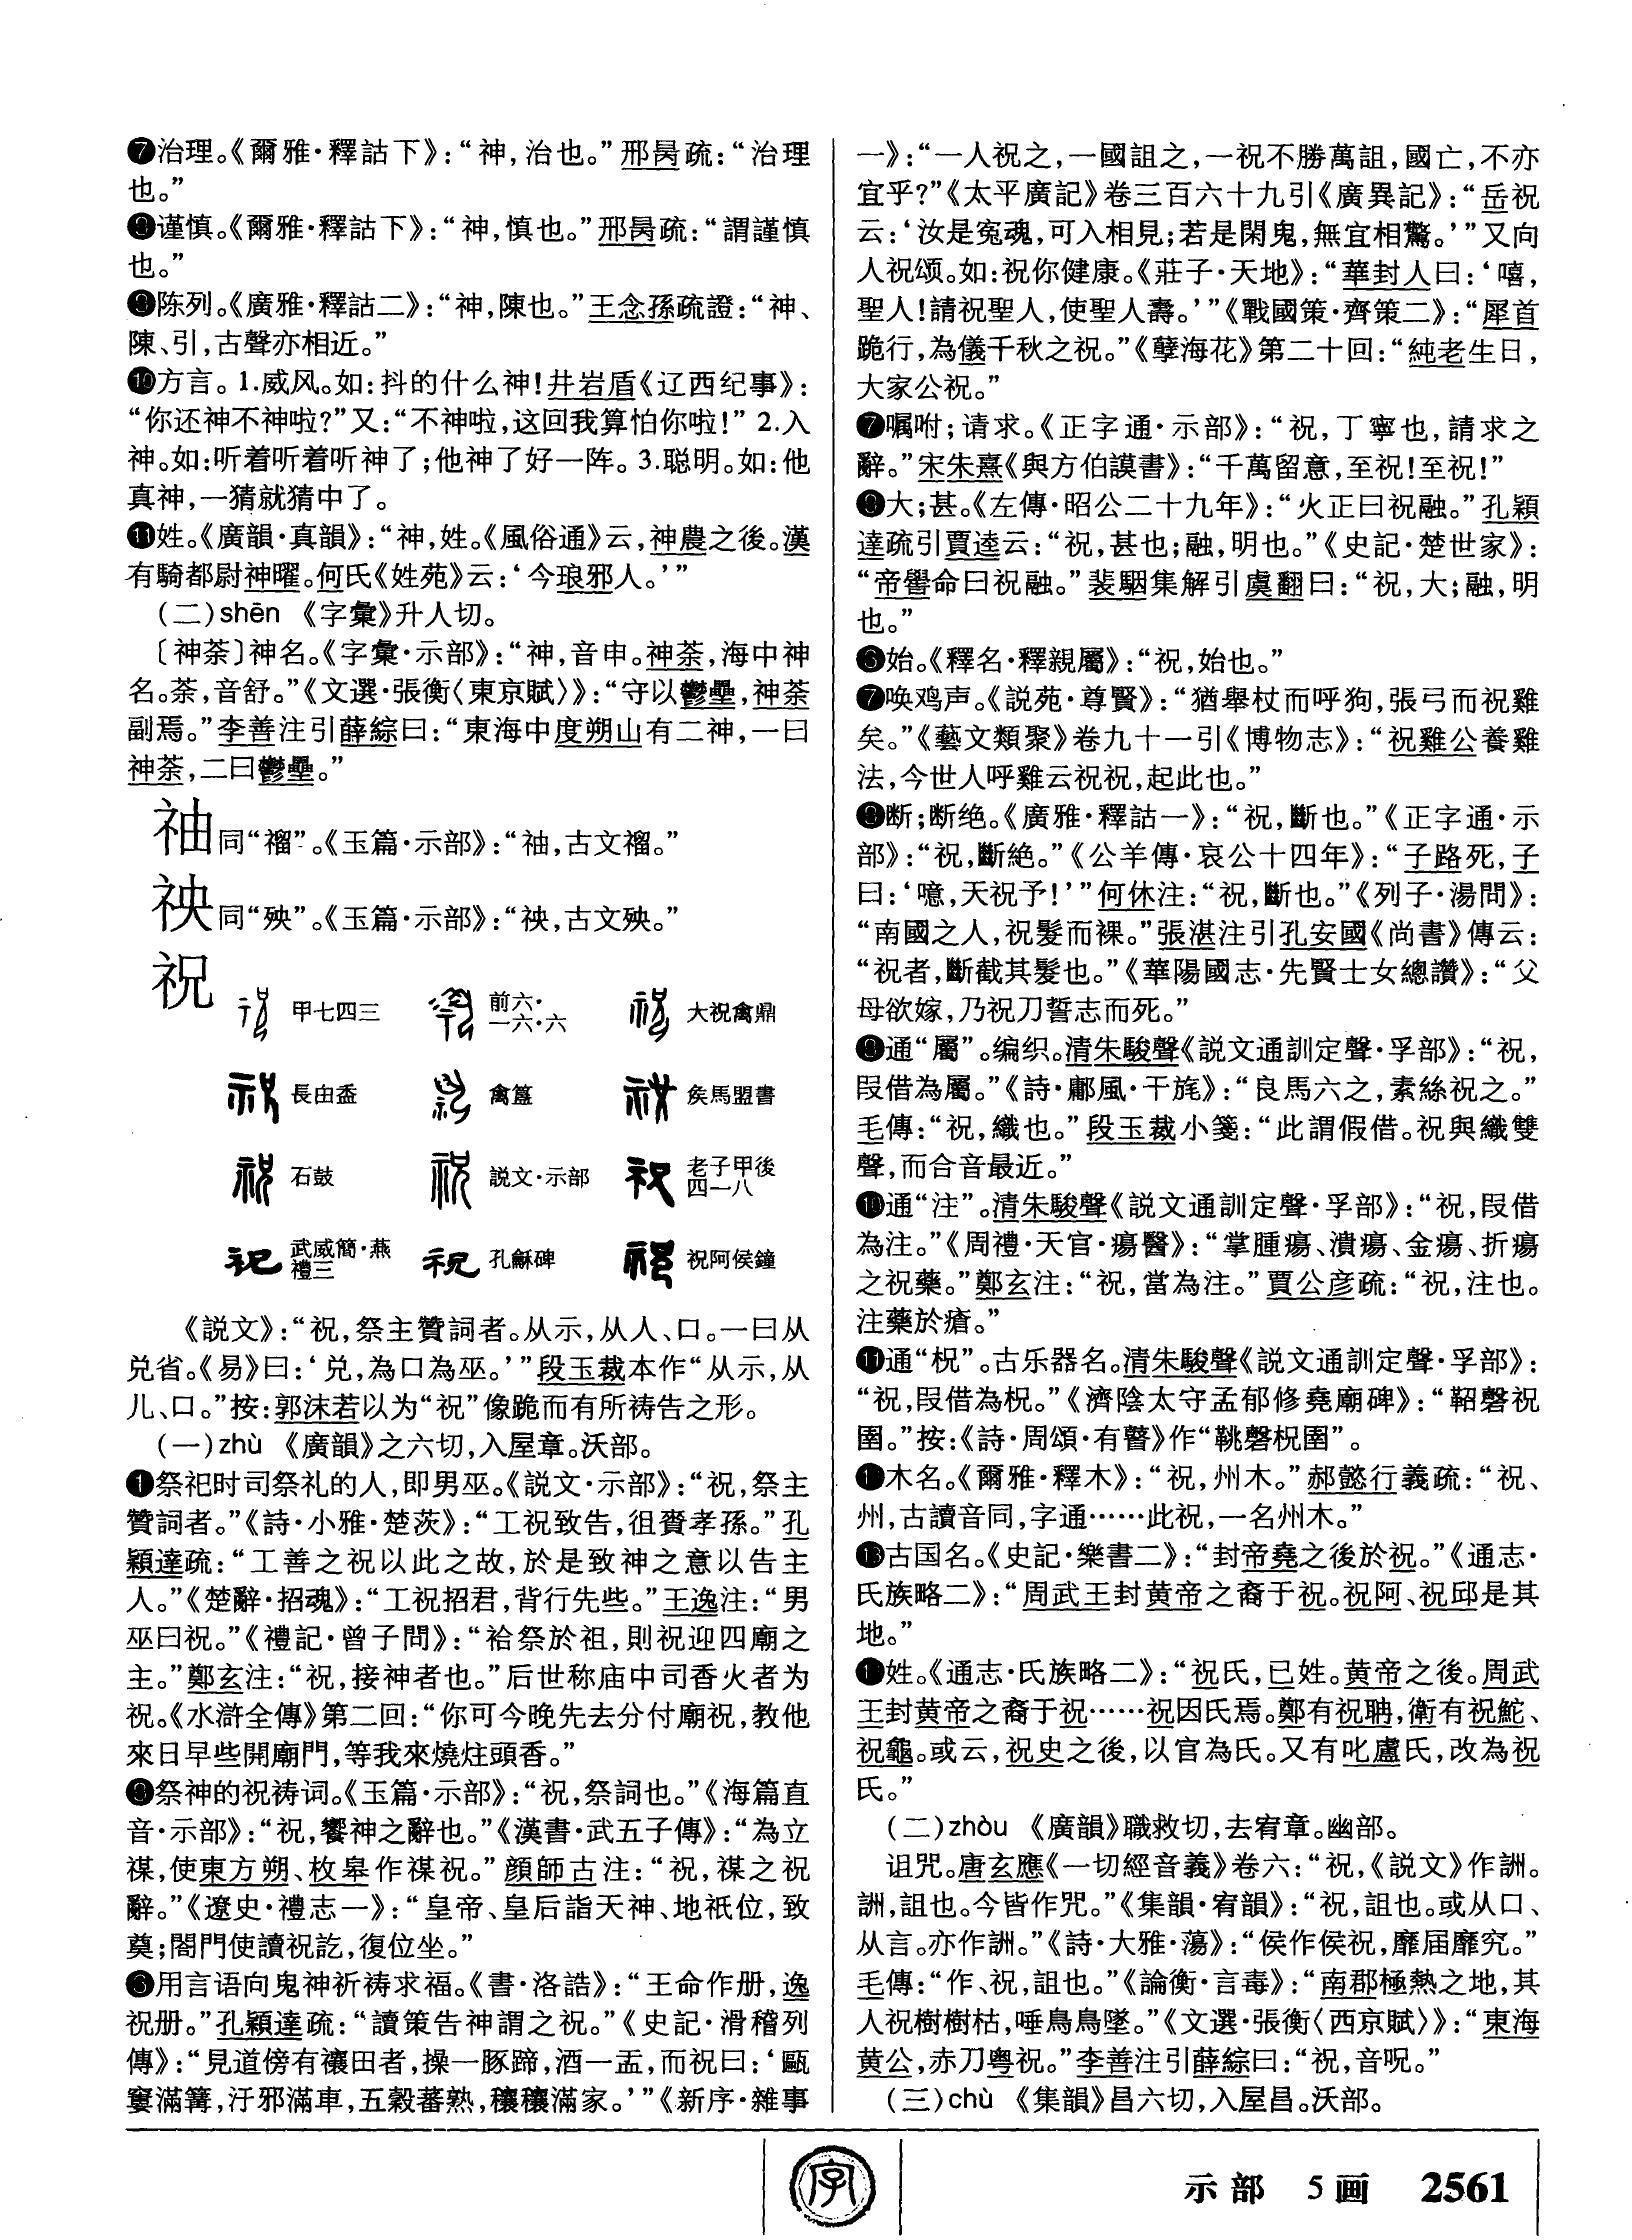 ❼治理。《爾雅·釋詁下》：“神，治也。”邢昺疏：“治理
也。”
❽谨慎。《爾雅·釋詁下》：“神，慎也。”邢昺疏：“謂謹慎
也。”
❾陈列。《廣雅·釋詁二》：“神，陳也。”王念孫疏證：“神、
陳、引，古聲亦相近。”
❿方言。1.威风。如：抖的什么神！井岩盾《辽西纪事》：
“你还神不神啦？”又：“不神啦，这回我算怕你啦！”2.入
神。如：听着听着听神了；他神了好一阵。3.聪明。如：他
真神，一猜就猜中了。
⓫姓。《廣韻·真韻》：“神，姓。《風俗通》云，神農之後。漢
有騎都尉神曜。何氏《姓苑》云：‘今琅邪人。’”
（二）shēn 《字彙》升人切。
〔神荼〕神名。《字彙·示部》：“神，音申。神荼，海中神
名。荼，音舒。”《文選·張衡〈東京賦〉》：“守以鬱壘，神荼
副焉。”李善注引薛綜曰：“東海中度朔山有二神，一曰
神荼，二曰鬱壘。”
䄂同“褶”。《玉篇·示部》：“䄂，古文褶。”
䄃同“殃”。《玉篇·示部》：“䄃，古文殃。”
祝
甲七四三 前六·一六·六 大祝禽鼎
長由盉 禽簋 侯馬盟書
石鼓 説文·示部 老子甲後四一八
武威簡·燕禮三 孔龢碑 祝阿侯鐘
《説文》：“祝，祭主贊詞者。从示，从人、口。一曰从
兑省。《易》曰：‘兑，為口為巫。’”段玉裁本作“从示，从
儿、口。”按：郭沫若以为“祝”像跪而有所祷告之形。
（一）zhù 《廣韻》之六切，入屋章。沃部。
❶祭祀时司祭礼的人，即男巫。《説文·示部》：“祝，祭主
贊詞者。”《詩·小雅·楚茨》：“工祝致告，徂賚孝孫。”孔
穎達疏：“工善之祝以此之故，於是致神之意以告主
人。”《楚辭·招魂》：“工祝招君，背行先些。”王逸注：“男
巫曰祝。”《禮記·曾子問》：“祫祭於祖，則祝迎四廟之
主。”鄭玄注：“祝，接神者也。”后世称庙中司香火者为
祝。《水滸全傳》第二回：“你可今晚先去分付廟祝，教他
來日早些開廟門，等我來燒炷頭香。”
❷祭神的祝祷词。《玉篇·示部》：“祝，祭詞也。”《海篇直
音·示部》：“祝，饗神之辭也。”《漢書·武五子傳》：“為立
禖，使東方朔、枚皋作禖祝。”顔師古注：“祝，禖之祝
辭。”《遼史·禮志一》：“皇帝、皇后詣天神、地祇位，致
奠；閤門使讀祝訖，復位坐。”
❸用言语向鬼神祈祷求福。《書·洛誥》：“王命作册，逸
祝册。”孔穎達疏：“讀策告神謂之祝。”《史記·滑稽列
傳》：“見道傍有禳田者，操一豚蹄，酒一盂，而祝曰：‘甌
窶滿篝，汙邪滿車，五穀蕃熟，穰穰滿家。’”《新序·雜事
一》：“一人祝之，一國詛之，一祝不勝萬詛，國亡，不亦
宜乎？”《太平廣記》卷三百六十九引《廣異記》：“岳祝
云：‘汝是寃魂，可入相見；若是閑鬼，無宜相驚。’”又向
人祝颂。如：祝你健康。《莊子·天地》：“華封人曰：‘嘻，
聖人！請祝聖人，使聖人壽。’”《戰國策·齊策二》：“犀首
跪行，為儀千秋之祝。”《孽海花》第二十回：“純老生日，
大家公祝。”
嘱咐；请求。《正字通·示部》：“祝，丁寧也，請求之
辭。”宋朱熹《與方伯謨書》：“千萬留意，至祝！至祝！”
大；甚。《左傳·昭公二十九年》：“火正曰祝融。”孔穎
達疏引賈逵云：“祝，甚也；融，明也。”《史記·楚世家》：
“帝嚳命曰祝融。”裴駰集解引虞翻曰：“祝，大；融，明
也。”
❻始。《釋名·釋親屬》：“祝，始也。”
❼唤鸡声。《説苑·尊賢》：“猶舉杖而呼狗，張弓而祝雞
矣。”《藝文類聚》卷九十一引《博物志》：“祝雞公養雞
法，今世人呼雞云祝祝，起此也。”
❽断；断绝。《廣雅·釋詁一》：“祝，斷也。”《正字通·示
部》：“祝，斷絶。”《公羊傳·哀公十四年》：“子路死，子
曰：‘噫，天祝予！’”何休注：“祝，斷也。”《列子·湯問》：
“南國之人，祝髮而裸。”張湛注引孔安國《尚書》傳云：
“祝者，斷截其髮也。”《華陽國志·先賢士女總讚》：“父
母欲嫁，乃祝刀誓志而死。”
❾通“屬”。编织。清朱駿聲《説文通訓定聲·孚部》：“祝，
叚借為屬。”《詩·鄘風·干旄》：“良馬六之，素絲祝之。”
毛傳：“祝，織也。”段玉裁小箋：“此謂假借。祝與織雙
聲，而合音最近。”
❿通“注”。清朱駿聲《説文通訓定聲·孚部》：“祝，叚借
為注。”《周禮·天官·瘍醫》：“掌腫瘍、潰瘍、金瘍、折瘍
之祝藥。”鄭玄注：“祝，當為注。”賈公彦疏：“祝，注也。
注藥於瘡。”
⓫通“柷”。古乐器名。清朱駿聲《説文通訓定聲·孚部》：
“祝，叚借為柷。”《濟陰太守孟郁修堯廟碑》：“鞀磬祝
圉。”按：《詩·周頌·有瞽》作“鞉磬柷圉”。
⓬木名。《爾雅·釋木》：“祝，州木。”郝懿行義疏：“祝、
州，古讀音同，字通……此祝，一名州木。”
⓭古国名。《史記·樂書二》：“封帝堯之後於祝。”《通志·
氏族略二》：“周武王封黄帝之裔于祝。祝阿、祝邱是其
地。”
⓮姓。《通志·氏族略二》：“祝氏，已姓。黄帝之後。周武
王封黄帝之裔于祝……祝因氏焉。鄭有祝聃，衛有祝鮀、
祝龜。或云，祝史之後，以官為氏。又有叱盧氏，改為祝
氏。”
（二）zhòu 《廣韻》職救切，去宥章。幽部。
诅咒。唐玄應《一切經音義》卷六：“祝，《説文》作詶。
詶，詛也。今皆作咒。”《集韻·宥韻》：“祝，詛也。或从口、
从言。亦作詶。”《詩·大雅·蕩》：“侯作侯祝，靡届靡究。”
毛傳：“作、祝，詛也。”《論衡·言毒》：“南郡極熱之地，其
人祝樹樹枯，唾鳥鳥墜。”《文選·張衡〈西京賦〉》：“東海
黄公，赤刀粤祝。”李善注引薛綜曰：“祝，音呪。”
（三）chù 《集韻》昌六切，入屋昌。沃部。
字
示部 5画 2561